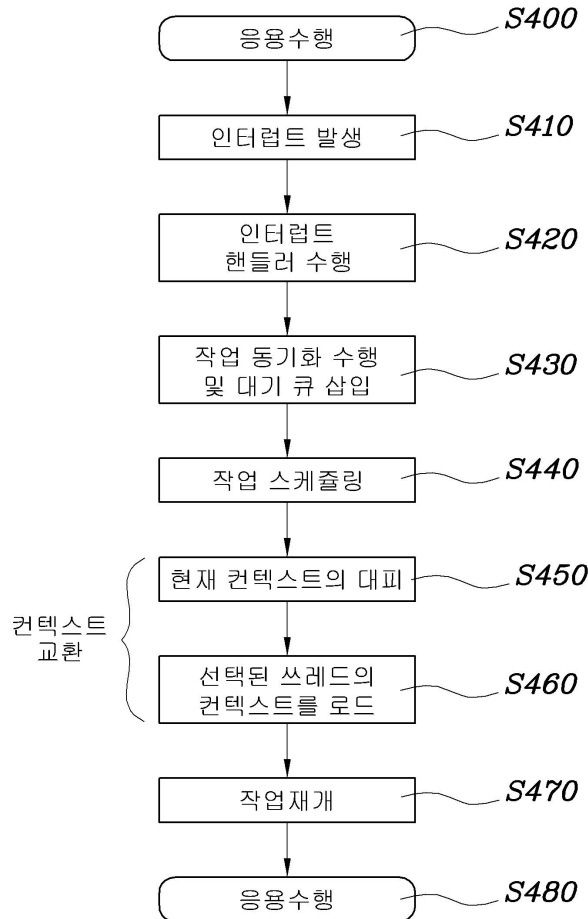 응용수행
S400
인터럽트 발생
S410
인터럽트
핸들러 수행
S420
작업 동기화 수행
및 대기 큐 삽입
S430
작업 스케쥴링
S440
현재 컨텍스트의 대피
S450
컨텍스트
교환
선택된 쓰레드의
컨텍스트를 로드
S460
작업재개
S470
응용수행
S480